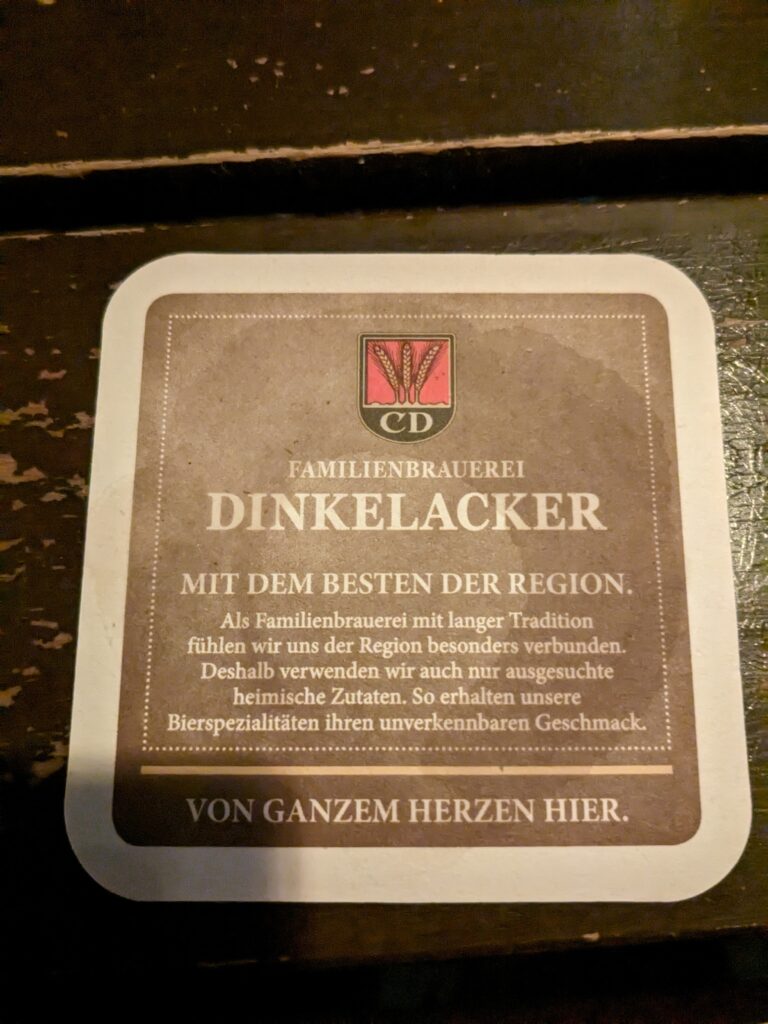 CD
FAMILIENBRAUEREI
DINKELACKER
MIT DEM BESTEN DER REGION.
Als Familienbrauerei mit langer Tradition
fühlen wir uns der Region besonders verbunden.
Deshalb verwenden wir auch nur ausgesuchte
heimische Zutaten. So erhalten unsere
Bierspezialitäten ihren unverkennbaren Geschmack.
VON GANZEM HERZEN HIER.